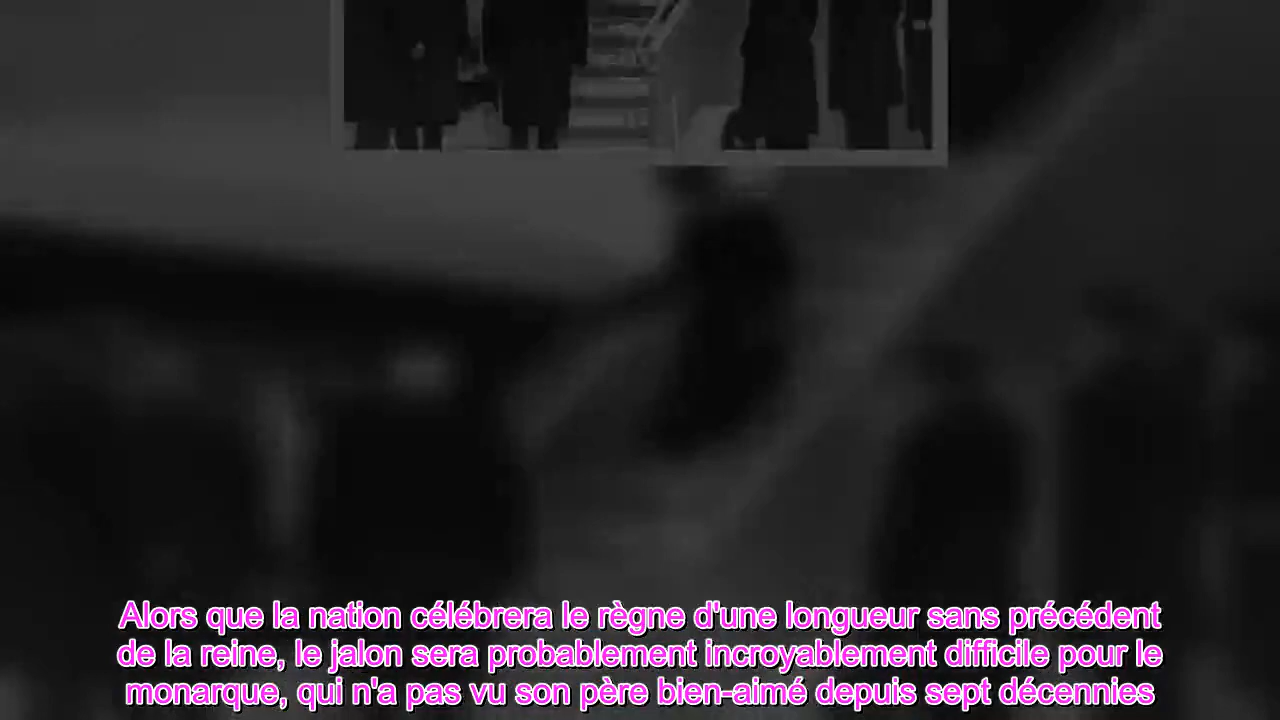 Alors que la nation célébrera le règne d'une longueur sans précédent
de la reine, le jalon sera probablement incroyablement difficile pour le
monarque, qui n'a pas vu son père bien-aimé depuis sept décennies